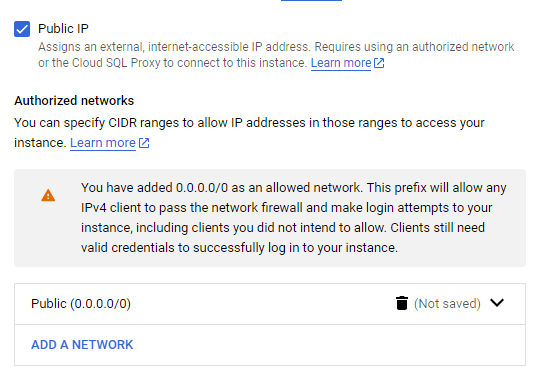 Public IP
Assigns an external, internet-accessible IP address. Requires using an authorized network
or the Cloud SQL Proxy to connect to this instance. Learn more
Authorized networks
You can specify CIDR ranges to allow IP addresses in those ranges to access your
instance. Learn more
You have added 0.0.0.0/0 as an allowed network. This prefix will allow any
IPv4 client to pass the network firewall and make login attempts to your
instance, including clients you did not intend to allow. Clients still need
valid credentials to successfully log in to your instance.
Public (0.0.0.0/0) (Not saved)
ADD A NETWORK